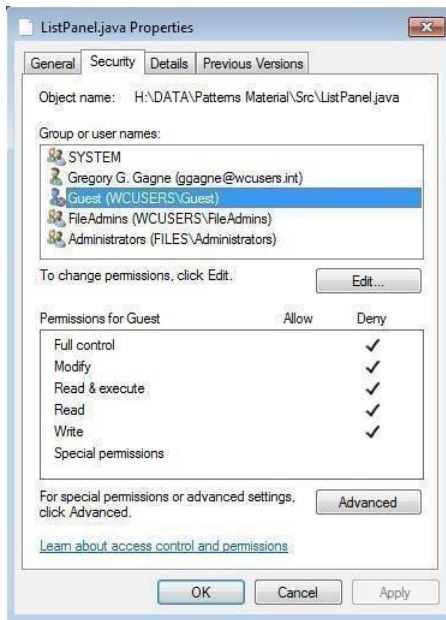 ListPanel.java Properties
General Security Details Previous Versions
Object name: H:\DATA\Patterns Material\Src\ListPanel.java
Group or user names:
SYSTEM
Gregory G. Gagne (ggagne@wcusers.int)
Guest (WCUSERS\Guest)
FileAdmins (WCUSERS\FileAdmins)
Administrators (FILES\Administrators)
To change permissions, click Edit.
Edit...
Permissions for Guest Allow Deny
Full control
Modify
Read & execute
Read
Write
Special permissions
For special permissions or advanced settings,
click Advanced.
Advanced
Learn about access control and permissions
OK Cancel Apply